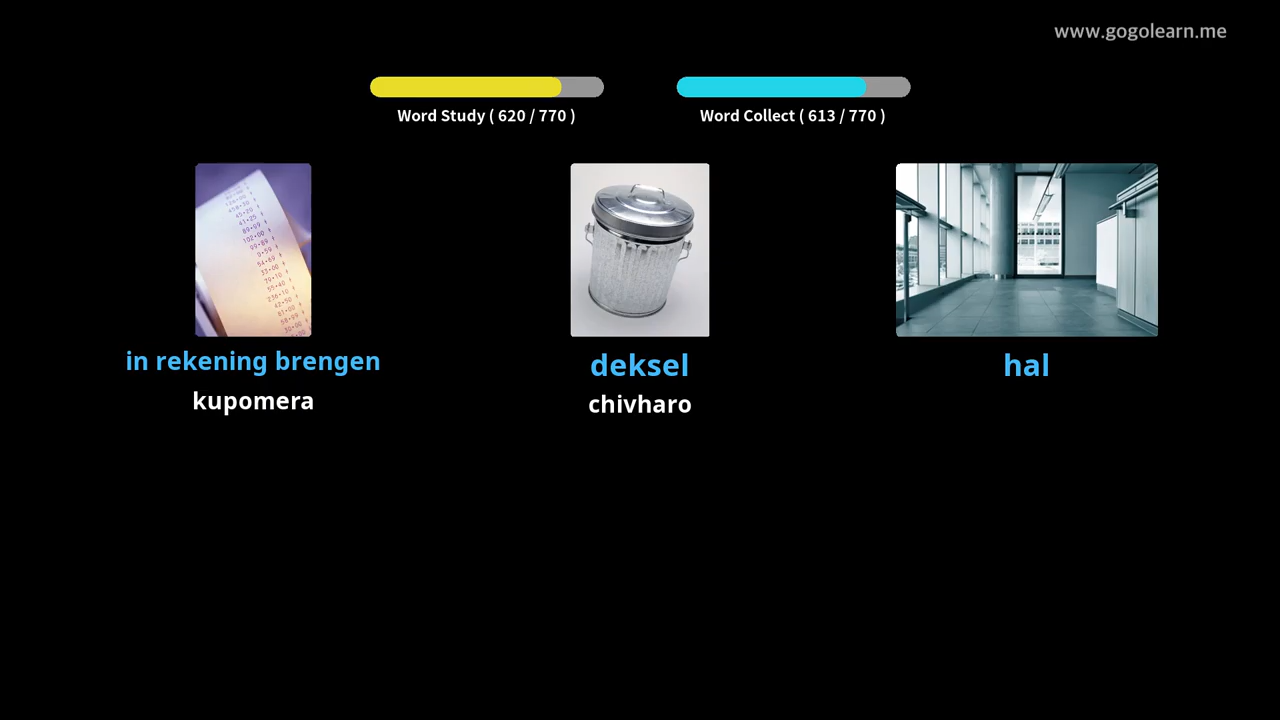 www.gogolearn.me
Word Study ( 620 / 770 )
Word Collect ( 613 / 770 )
in rekening brengen
kupomera
deksel
chivharo
hal